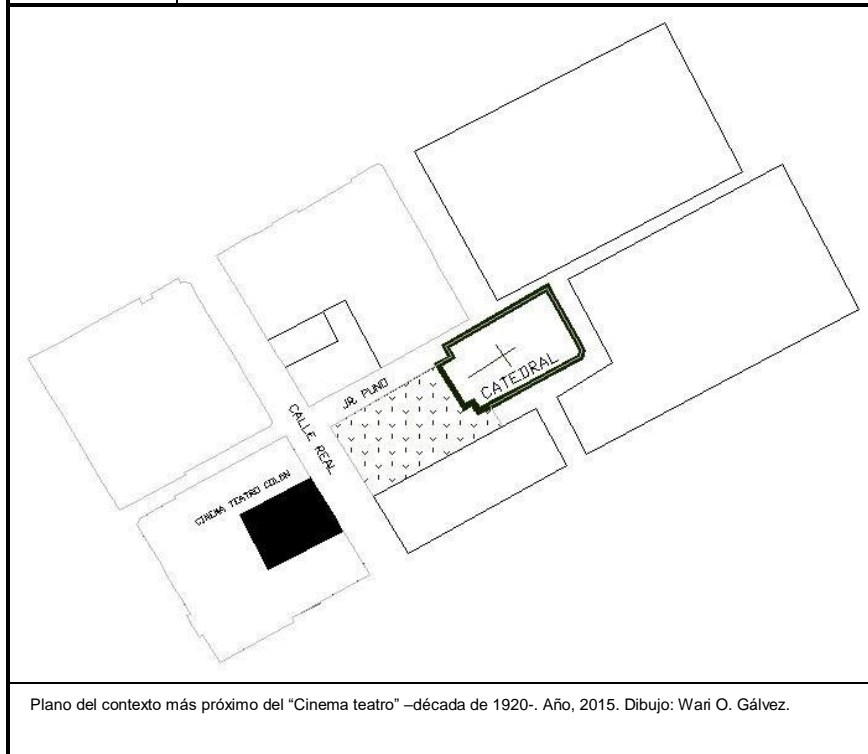 CATEDRAL
JR. PUNO
CALLE REAL
CINEMA TEATRO COLON
Plano del contexto más próximo del “Cinema teatro” –década de 1920-. Año, 2015. Dibujo: Wari O. Gálvez.